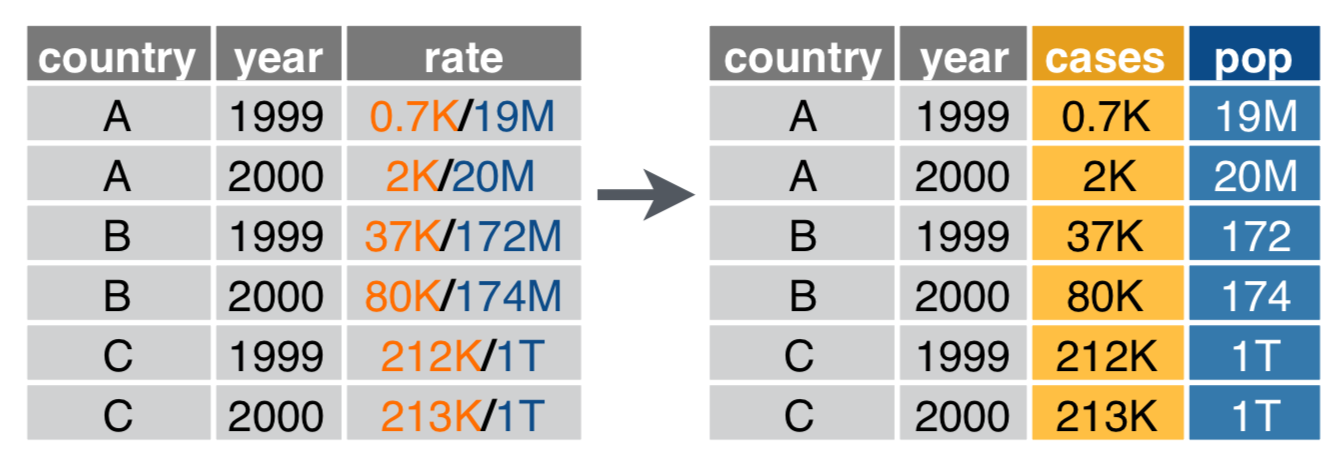 country year rate
A 1999 0.7K/19M
A 2000 2K/20M
B 1999 37K/172M
B 2000 80K/174M
C 1999 212K/1T
C 2000 213K/1T
country year cases pop
A 1999 0.7K 19M
A 2000 2K 20M
B 1999 37K 172
B 2000 80K 174
C 1999 212K 1T
C 2000 213K 1T